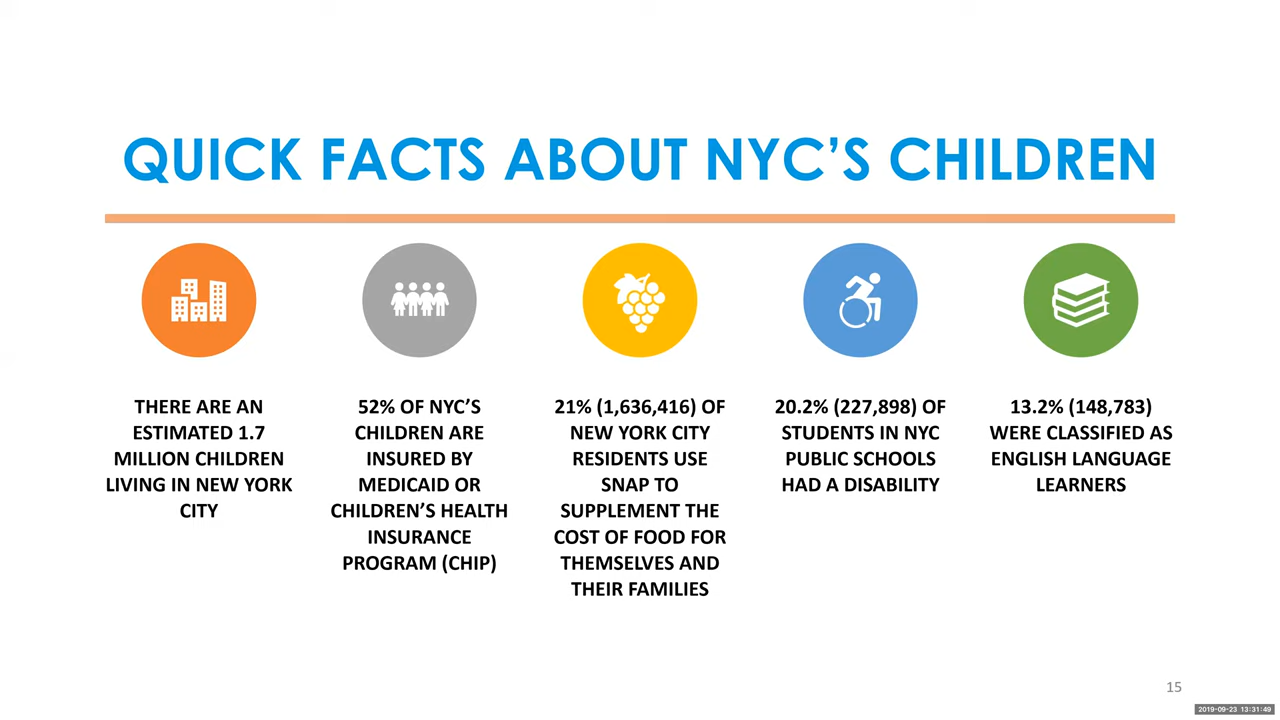 QUICK FACTS ABOUT NYC’S CHILDREN
THERE ARE AN
ESTIMATED 1.7
MILLION CHILDREN
LIVING IN NEW YORK
CITY
52% OF NYC’S
CHILDREN ARE
INSURED BY
MEDICAID OR
CHILDREN’S HEALTH
INSURANCE
PROGRAM (CHIP)
21% (1,636,416) OF
NEW YORK CITY
RESIDENTS USE
SNAP TO
SUPPLEMENT THE
COST OF FOOD FOR
THEMSELVES AND
THEIR FAMILIES
20.2% (227,898) OF
STUDENTS IN NYC
PUBLIC SCHOOLS
HAD A DISABILITY
13.2% (148,783)
WERE CLASSIFIED AS
ENGLISH LANGUAGE
LEARNERS
15
2019-09-23 13:31:49